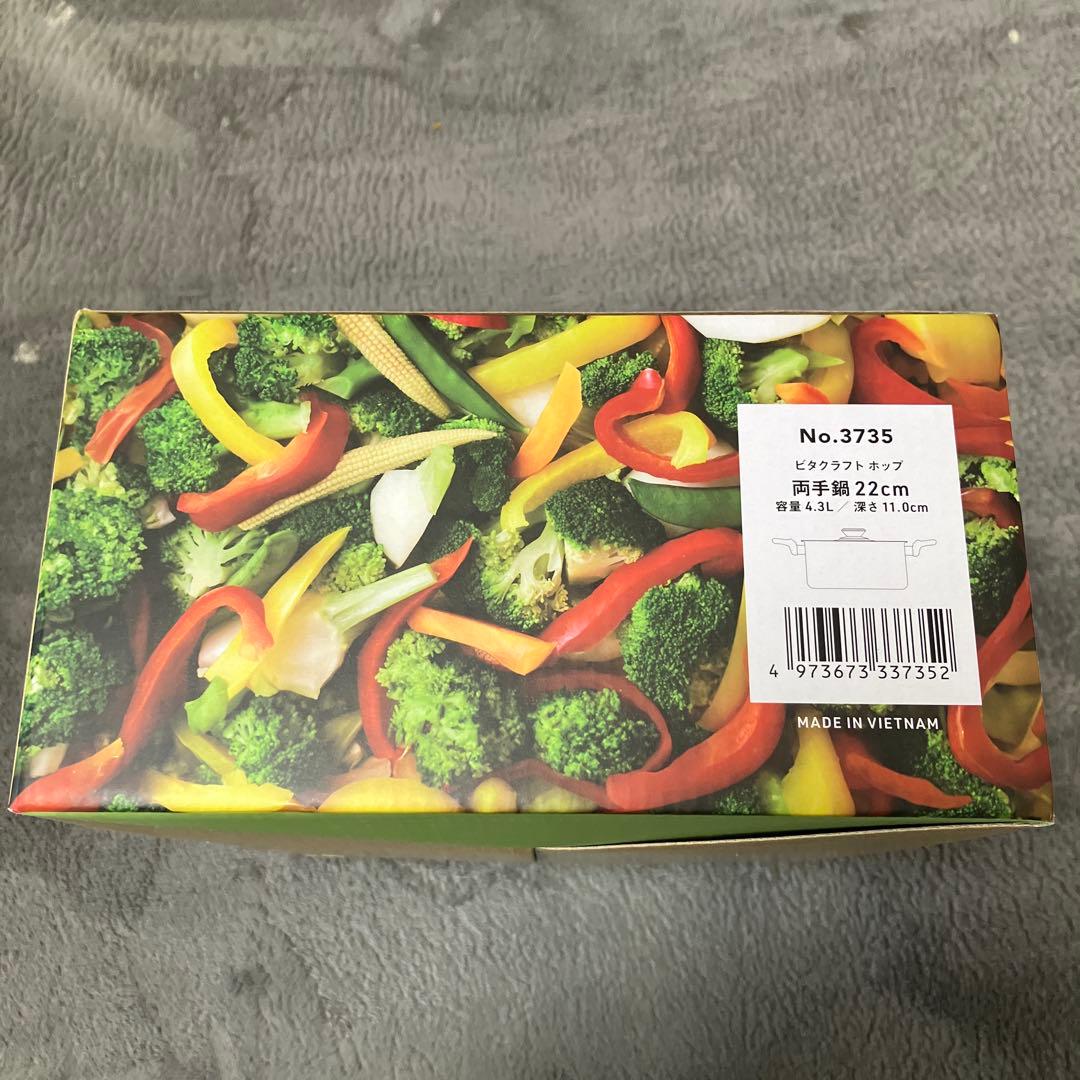 No.3735
ビタクラフト ホップ
両手鍋 22cm
容量 4.3L ／ 深さ 11.0cm
4 973673 337352
MADE IN VIETNAM